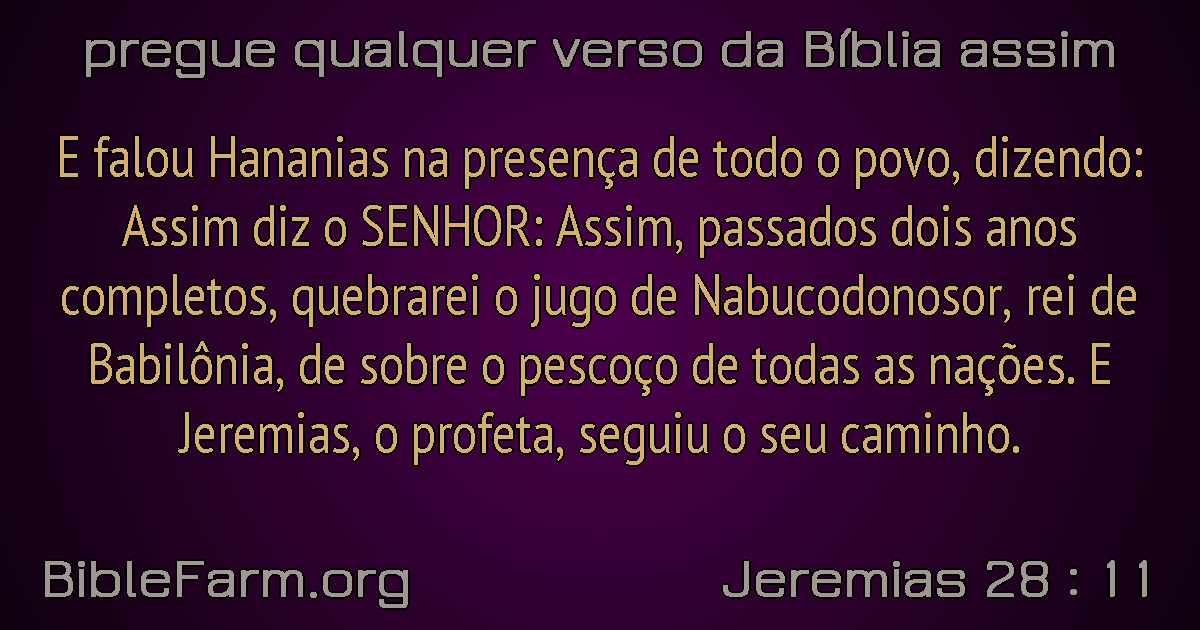 pregue qualquer verso da Bíblia assim
E falou Hananias na presença de todo o povo, dizendo:
Assim diz o SENHOR: Assim, passados dois anos
completos, quebrarei o jugo de Nabucodonosor, rei de
Babilônia, de sobre o pescoço de todas as nações. E
Jeremias, o profeta, seguiu o seu caminho.
BibleFarm.org
Jeremias 28 : 11